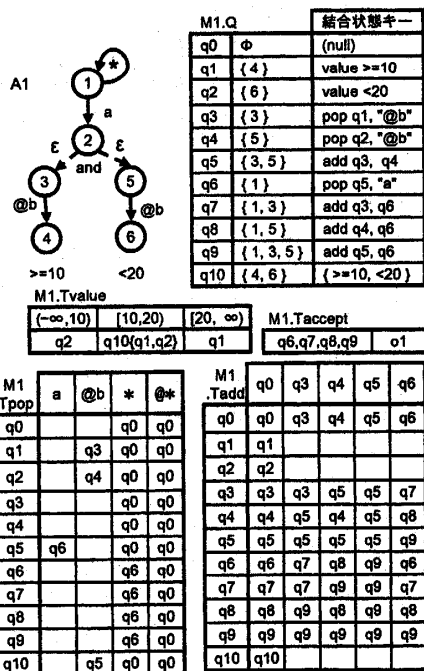 M1.Q 結合状態キー
q0 Φ (null)
q1 { 4 } value >=10
q2 { 6 } value <20
q3 { 3 } pop q1, "@b"
q4 { 5 } pop q2, "@b"
q5 { 3, 5 } add q3, q4
q6 { 1 } pop q5, "a"
q7 { 1, 3 } add q3, q6
q8 { 1, 5 } add q4, q6
q9 { 1, 3, 5 } add q5, q6
q10 { 4, 6 } { >=10, <20 }
A1
*
1
a
2
ε ε
and
3 5
@b @b
4 6
>=10 <20
M1.Tvalue
(-∞,10) [10,20) [20, ∞)
q2 q10{q1,q2} q1
M1.Taccept
q6,q7,q8,q9 o1
M1 Tpop a @b * @*
q0 q0 q0
q1 q3 q0 q0
q2 q4 q0 q0
q3 q0 q0
q4 q0 q0
q5 q6 q0 q0
q6 q6 q0
q7 q6 q0
q8 q6 q0
q9 q6 q0
q10 q5 q0 q0
M1 .Tadd q0 q3 q4 q5 q6
q0 q0 q3 q4 q5 q6
q1 q1
q2 q2
q3 q3 q3 q5 q5 q7
q4 q4 q5 q4 q5 q8
q5 q5 q5 q5 q5 q9
q6 q6 q7 q8 q9 q6
q7 q7 q7 q9 q9 q7
q8 q8 q9 q8 q9 q8
q9 q9 q9 q9 q9 q9
q10 q10